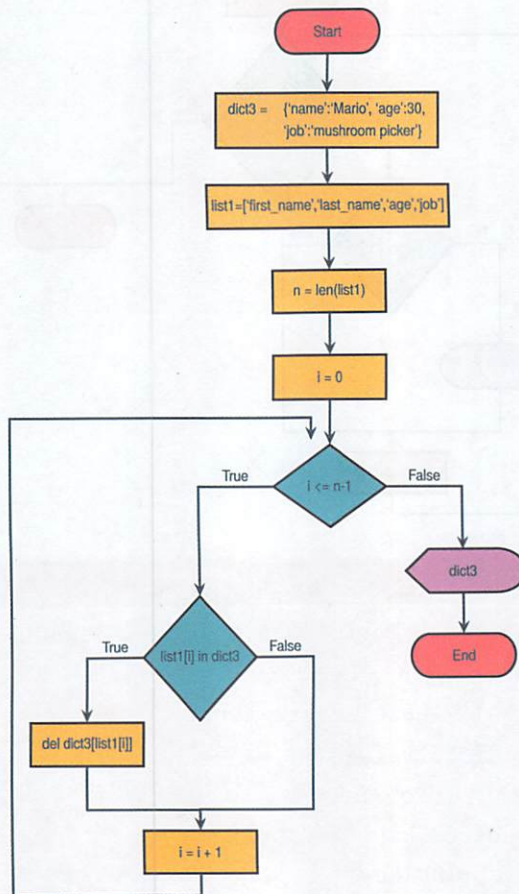 Start
dict3 = {'name':'Mario', 'age':30,
'job':'mushroom picker'}
list1=['first_name','last_name','age','job']
n = len(list1)
i = 0
i <= n-1
True
False
dict3
End
list1[i] in dict3
True
False
del dict3[list1[i]]
i = i + 1